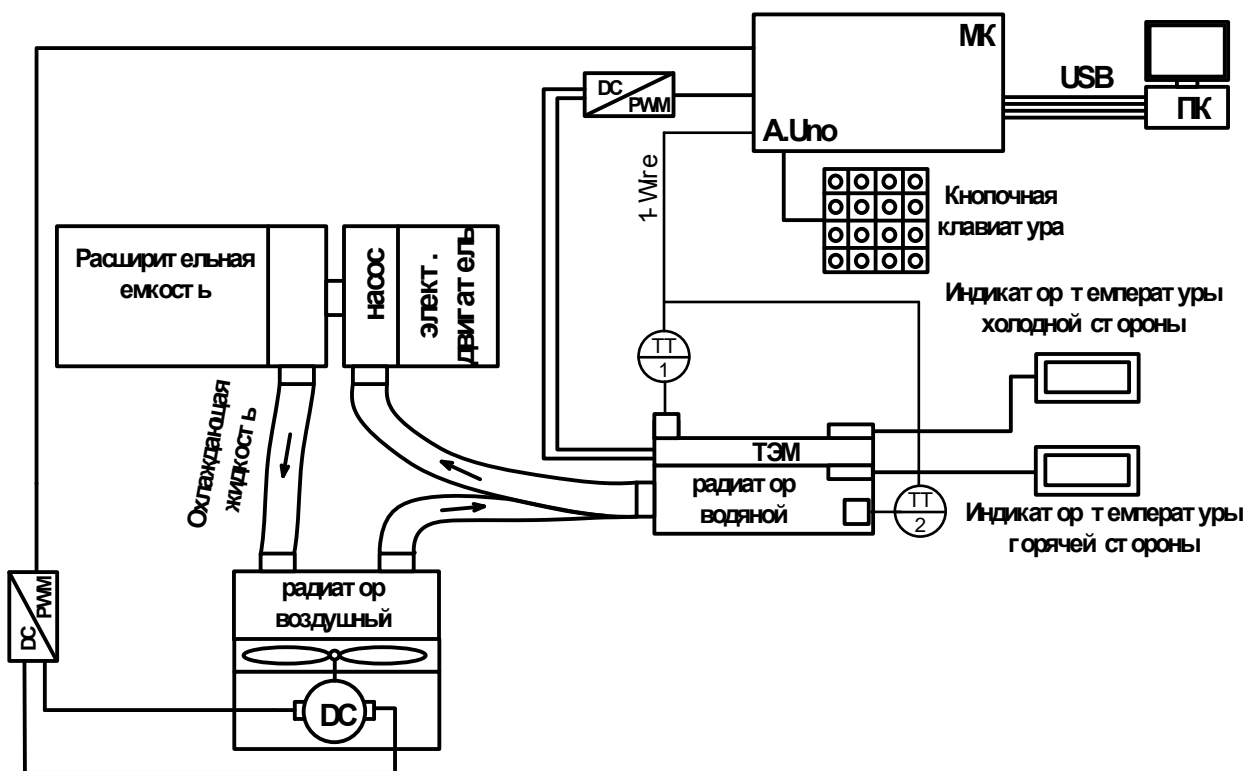 МК
DC
PWM
USB
A.Uno
ПК
1-Wire
Кнопочная
клавиатура
Расширительная
емкость
насос
элект.
двигатель
Индикатор температуры
холодной стороны
TT
1
Охлаждающая
жидкость
ТЭМ
радиатор
водяной
TT
2
Индикатор температуры
горячей стороны
радиатор
воздушный
DC
PWM
DC